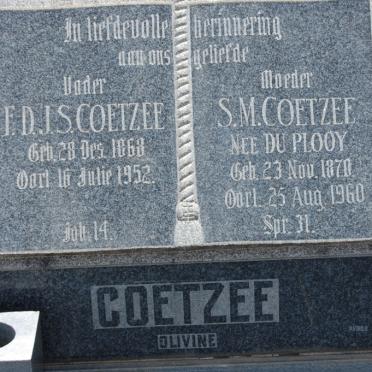 In liefdevolle herinnering
aan ons geliefde
Vader
F.D.J.S. COETZEE
Geb. 28 Des. 1868
Oorl. 16 Julie 1952.
Job 14.
Moeder
S.M. COETZEE
NEE DU PLOOY
Geb. 23 Nov. 1870
Oorl. 25 Aug. 1960
Spr. 31.
COETZEE
OLIVINE